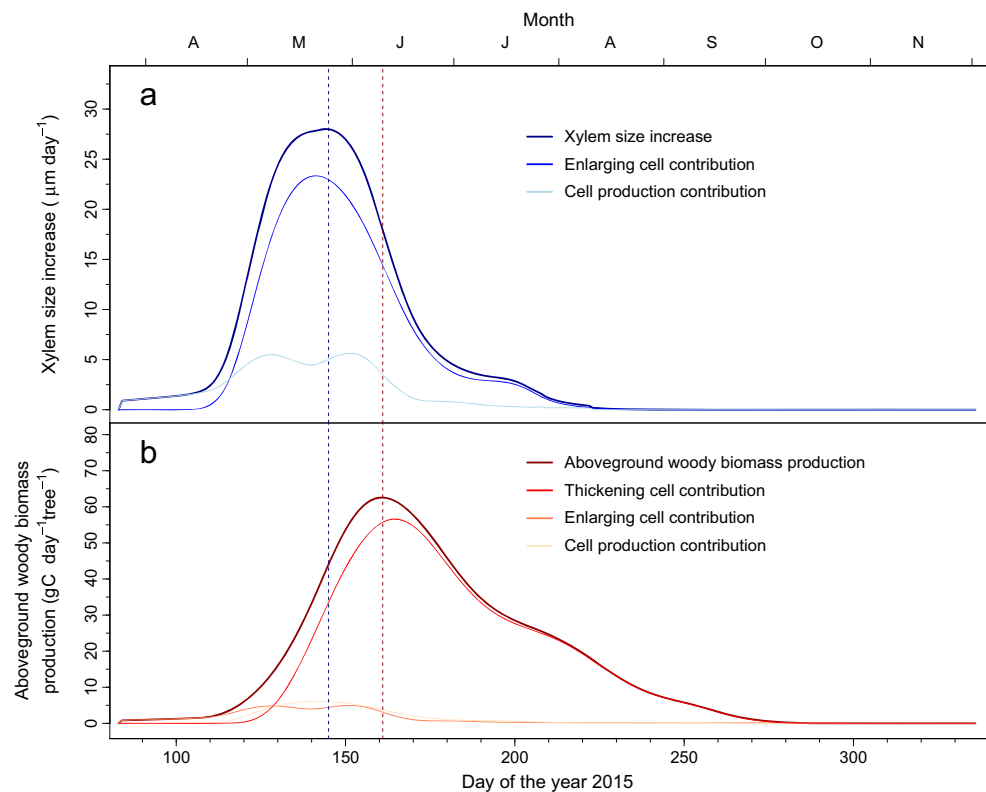 Month
A M J J A S O N
a
Xylem size increase ( μm day−1)
30
25
20
15
10
5
0
Xylem size increase
Enlarging cell contribution
Cell production contribution
b
Aboveground woody biomass
production (gC day−1tree−1)
80
70
60
50
40
30
20
10
0
Aboveground woody biomass production
Thickening cell contribution
Enlarging cell contribution
Cell production contribution
100 150 200 250 300
Day of the year 2015